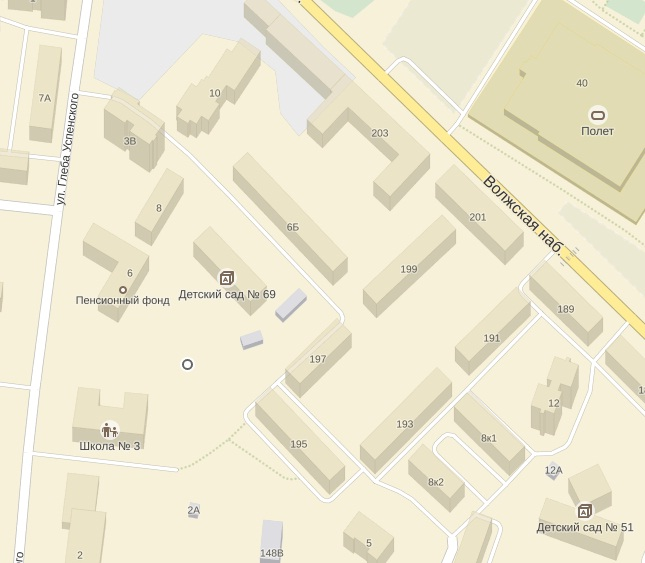 40
7А
10
Полет
203
3В
ул. Глеба Успенского
Волжская наб.
8
201
6Б
199
6
Пенсионный фонд
Детский сад № 69
189
191
197
12
193
Школа № 3
195
8к1
8к2
12А
2А
Детский сад № 51
5
148В
2